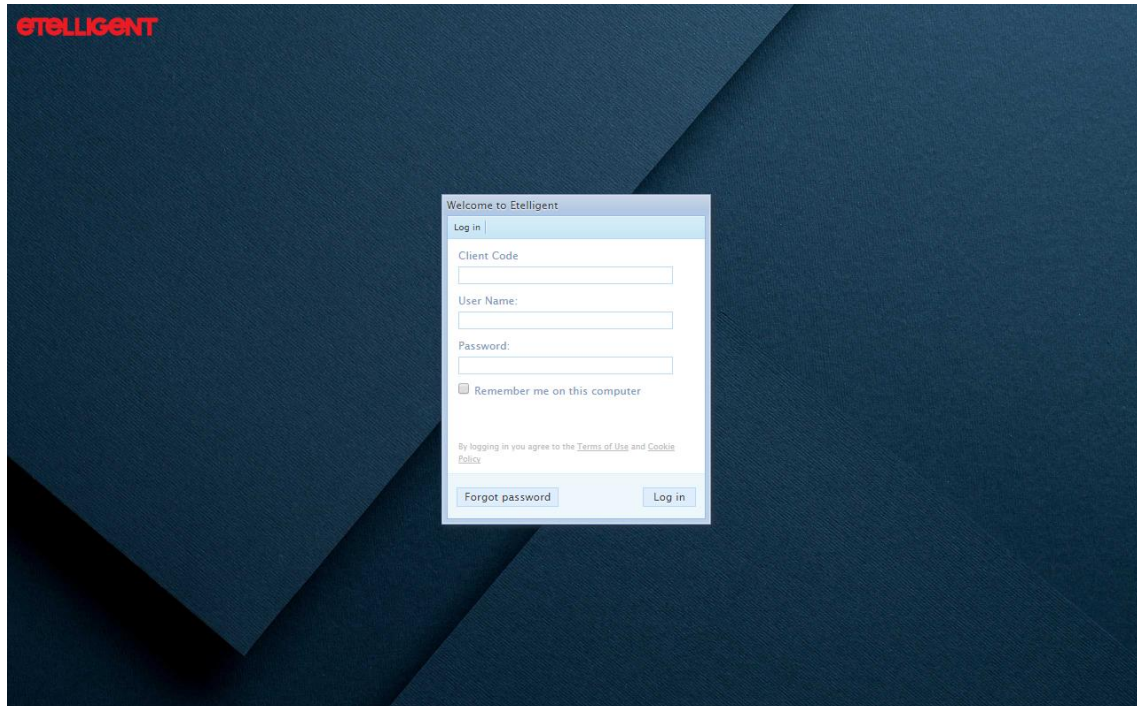 eTELLIGeNT
Welcome to Etelligent
Log in
Client Code
User Name:
Password:
Remember me on this computer
By logging in you agree to the Terms of Use and Cookie
Policy
Forgot password
Log in